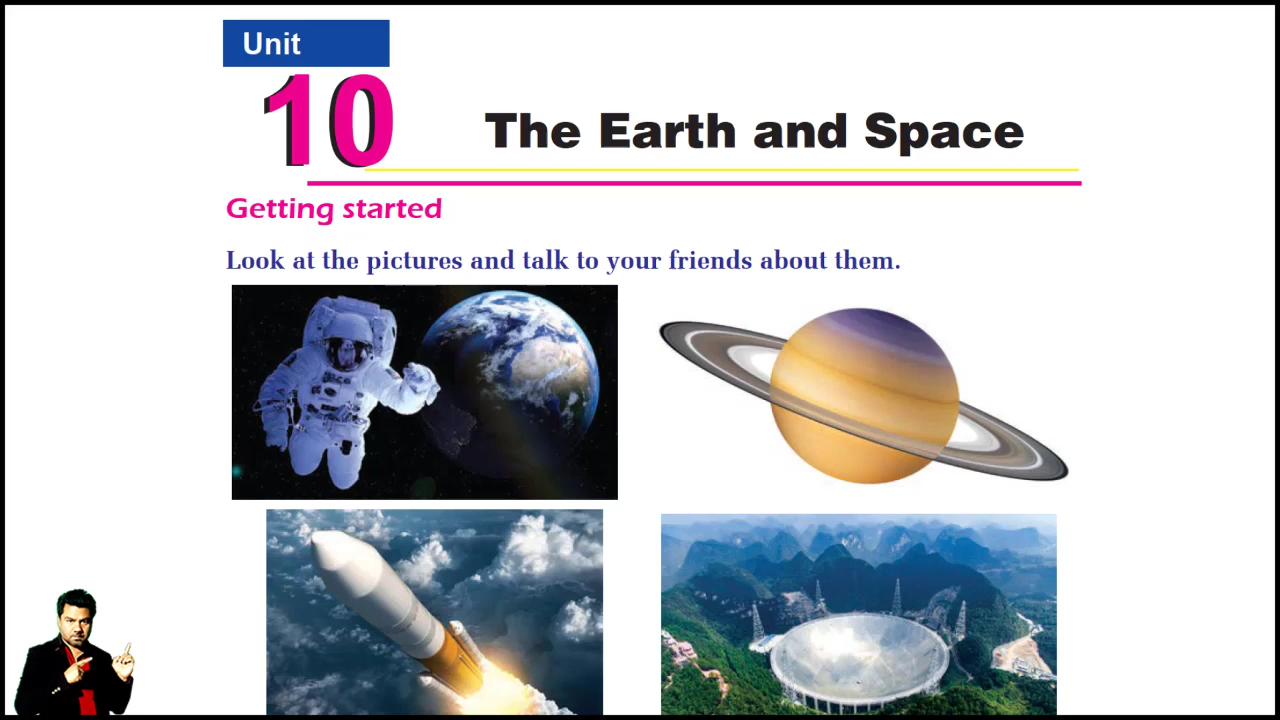 Unit
10
The Earth and Space
Getting started
Look at the pictures and talk to your friends about them.